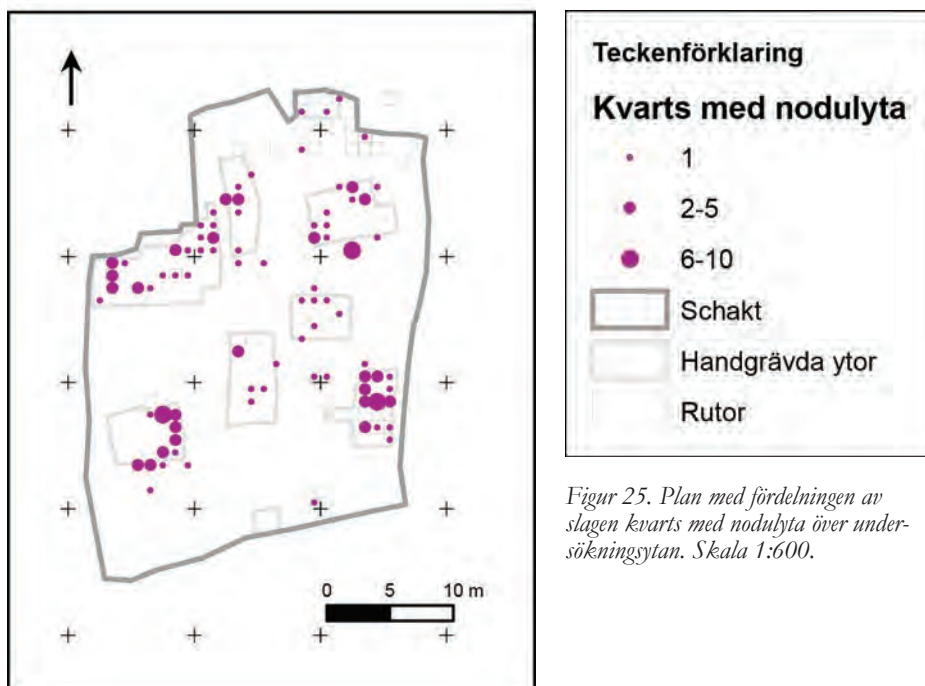 0 5 10 m
Teckenförklaring
Kvarts med nodulyta
1
2-5
6-10
Schakt
Handgrävda ytor
Rutor
Figur 25. Plan med fördelningen av
slagen kvarts med nodulyta över under-
sökningsytan. Skala 1:600.